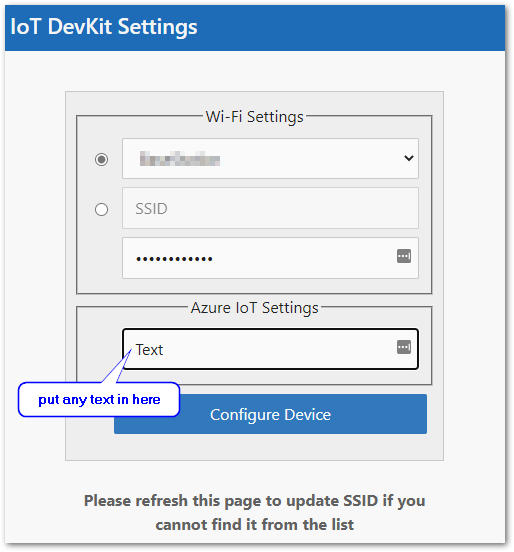 IoT DevKit Settings
Wi-Fi Settings
SSID
••••••••••••
Azure IoT Settings
Text
put any text in here
Configure Device
Please refresh this page to update SSID if you
cannot find it from the list